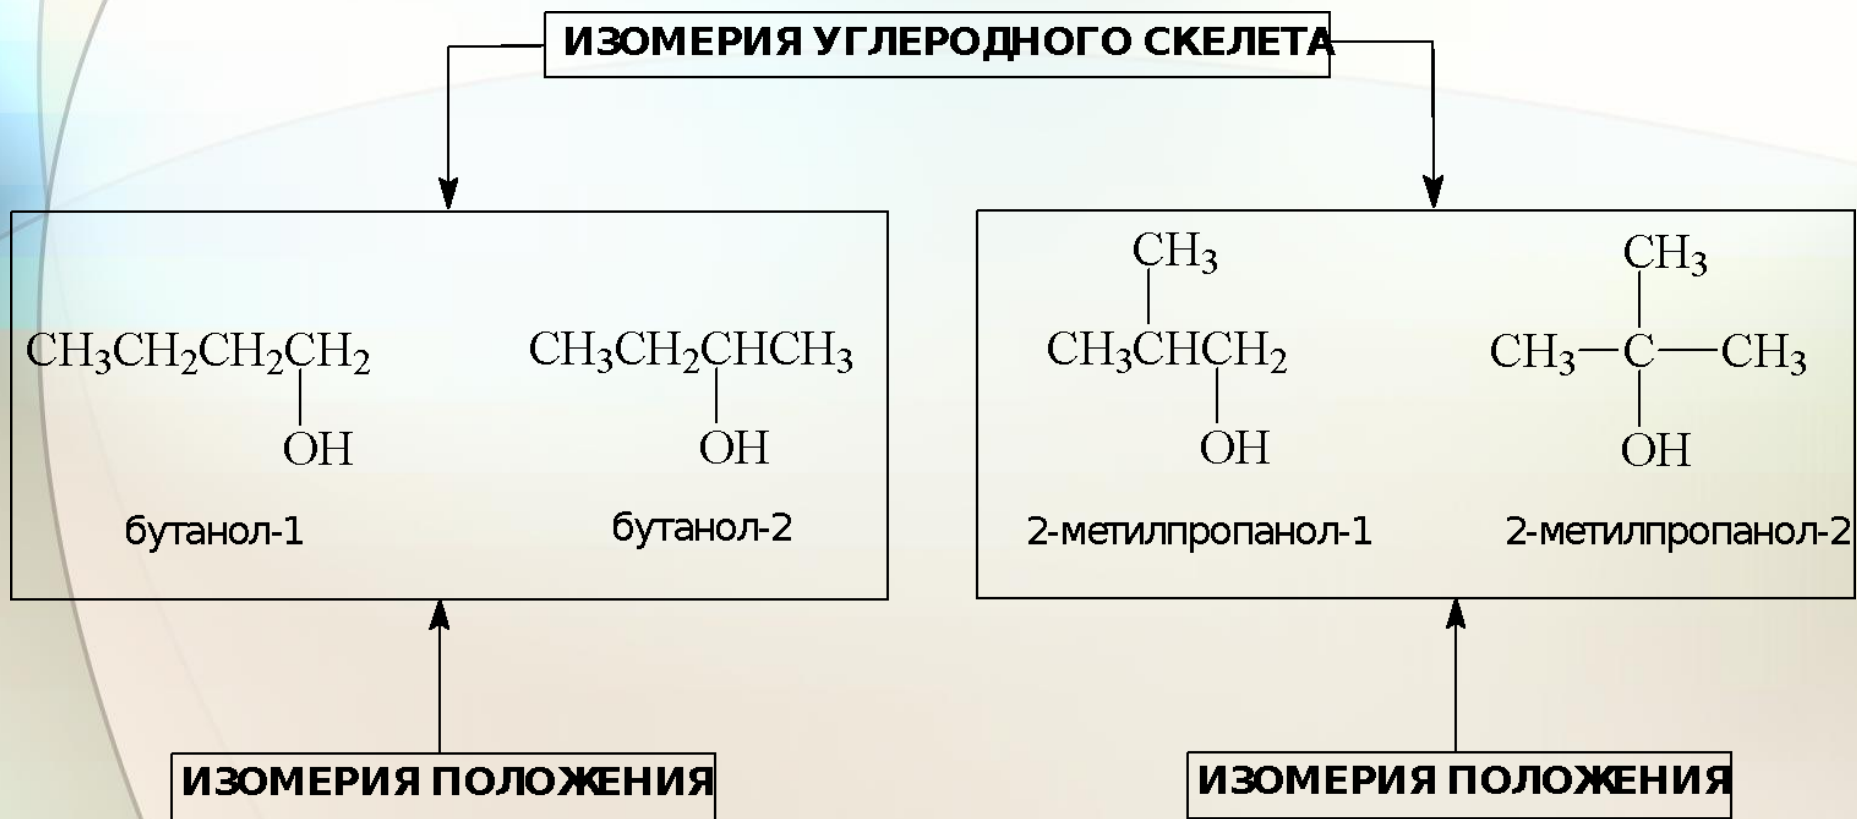 ИЗОМЕРИЯ УГЛЕРОДНОГО СКЕЛЕТА
CH₃CH₂CH₂CH₂
OH
бутанол-1
CH₃CH₂CHCH₃
OH
бутанол-2
CH₃
CH₃CHCH₂
OH
2-метилпропанол-1
CH₃
CH₃—C—CH₃
OH
2-метилпропанол-2
ИЗОМЕРИЯ ПОЛОЖЕНИЯ
ИЗОМЕРИЯ ПОЛОЖЕНИЯ